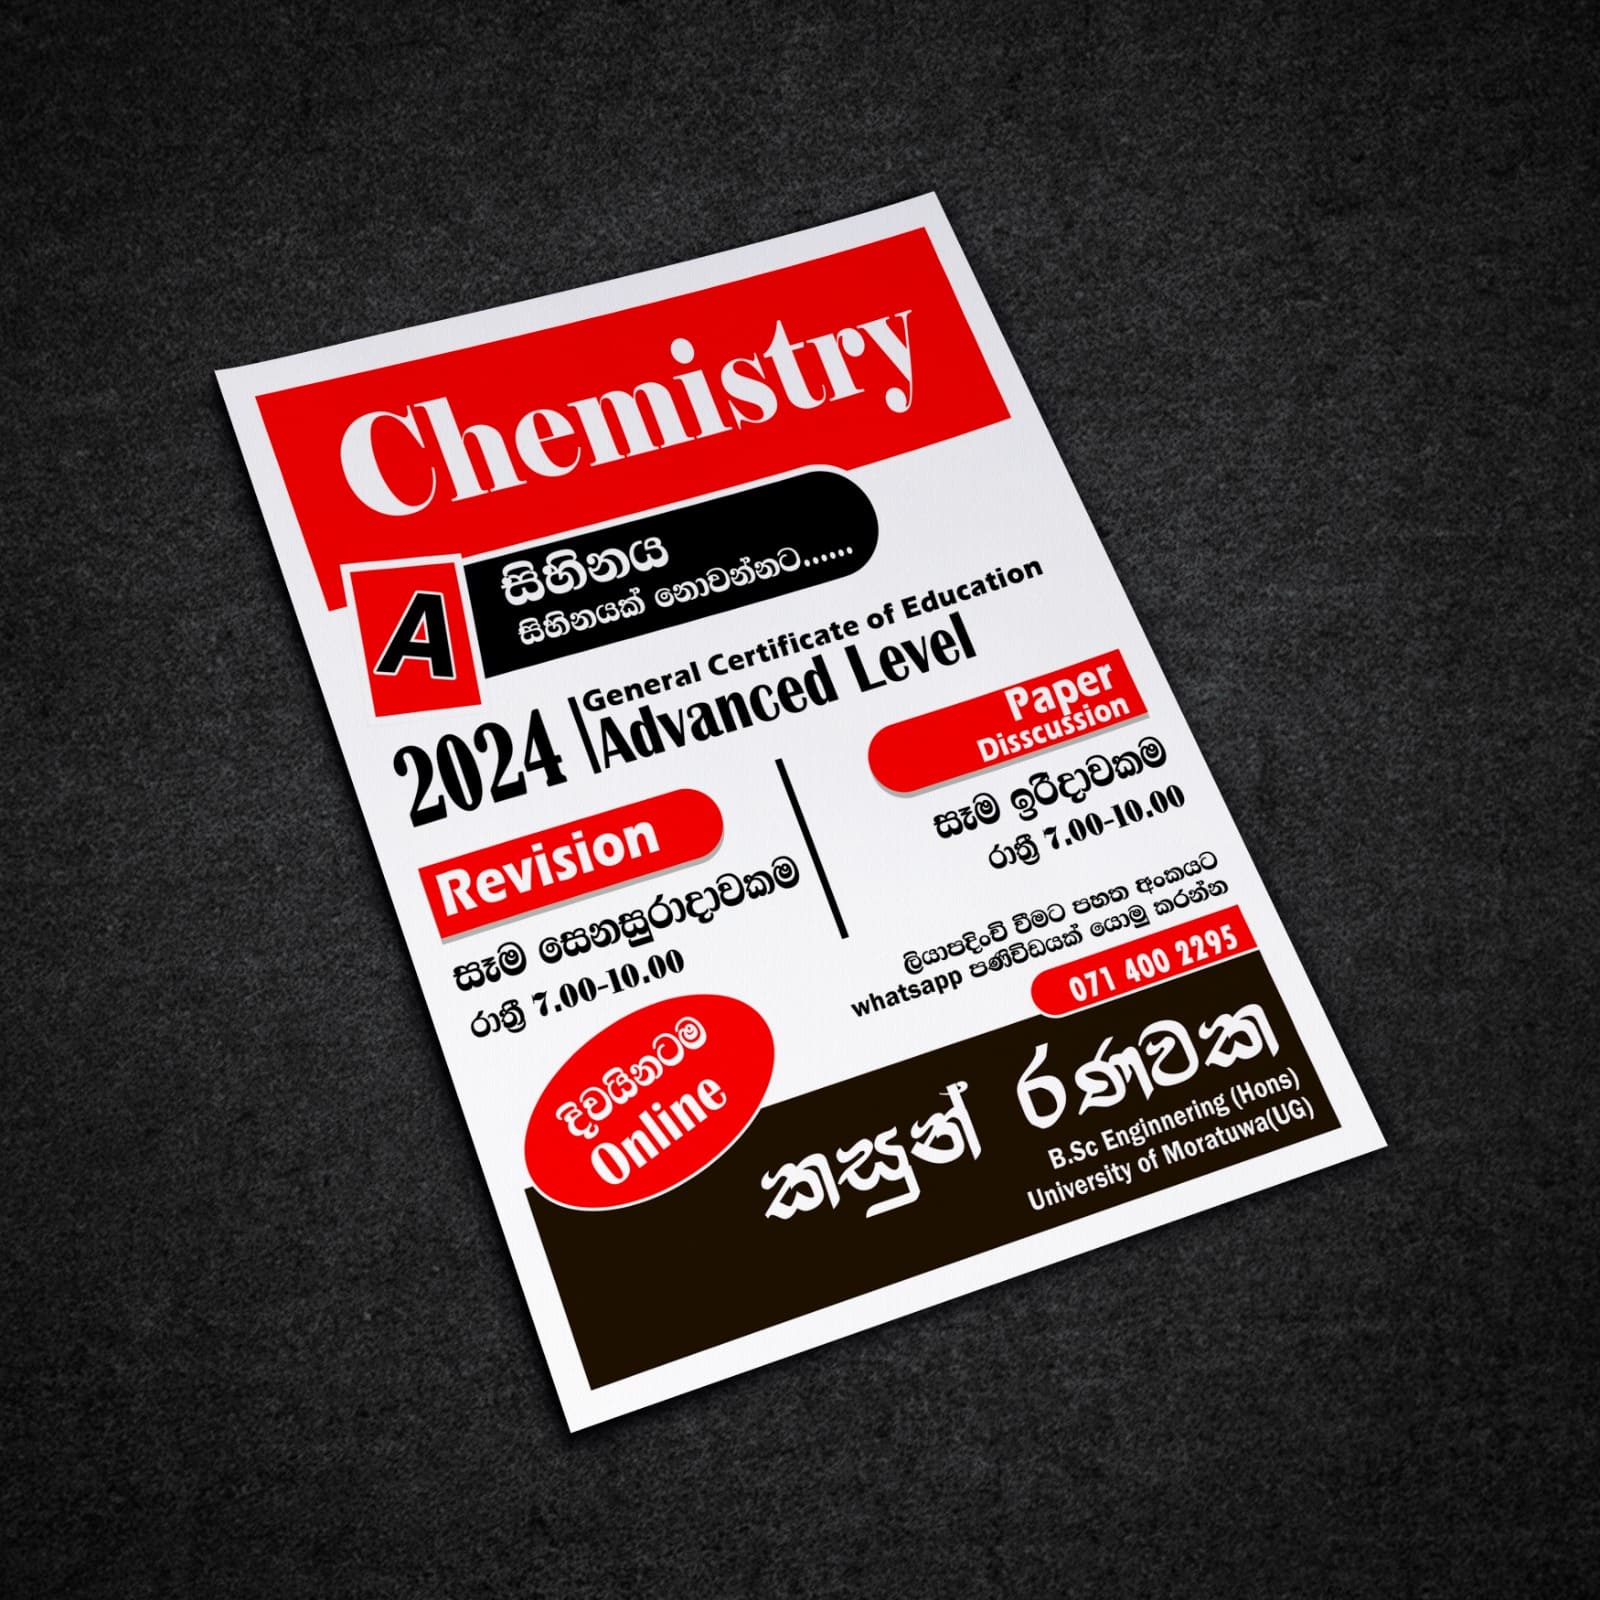 Chemistry
A
සිහිනය
සිහිනයක් නොවන්නට......
2024
General Certificate of Education
Advanced Level
Revision
සෑම සෙනසුරාදාවකම
රාත්‍රී 7.00-10.00
Paper
Disscussion
සෑම ඉරිදාවකම
රාත්‍රී 7.00-10.00
ලියාපදිංචි වීමට පහත අංකයට
whatsapp පණිවිඩයක් යොමු කරන්න
071 400 2295
දිවයිනටම
Online
කසුන් රණවක
B.Sc Enginnering (Hons)
University of Moratuwa(UG)